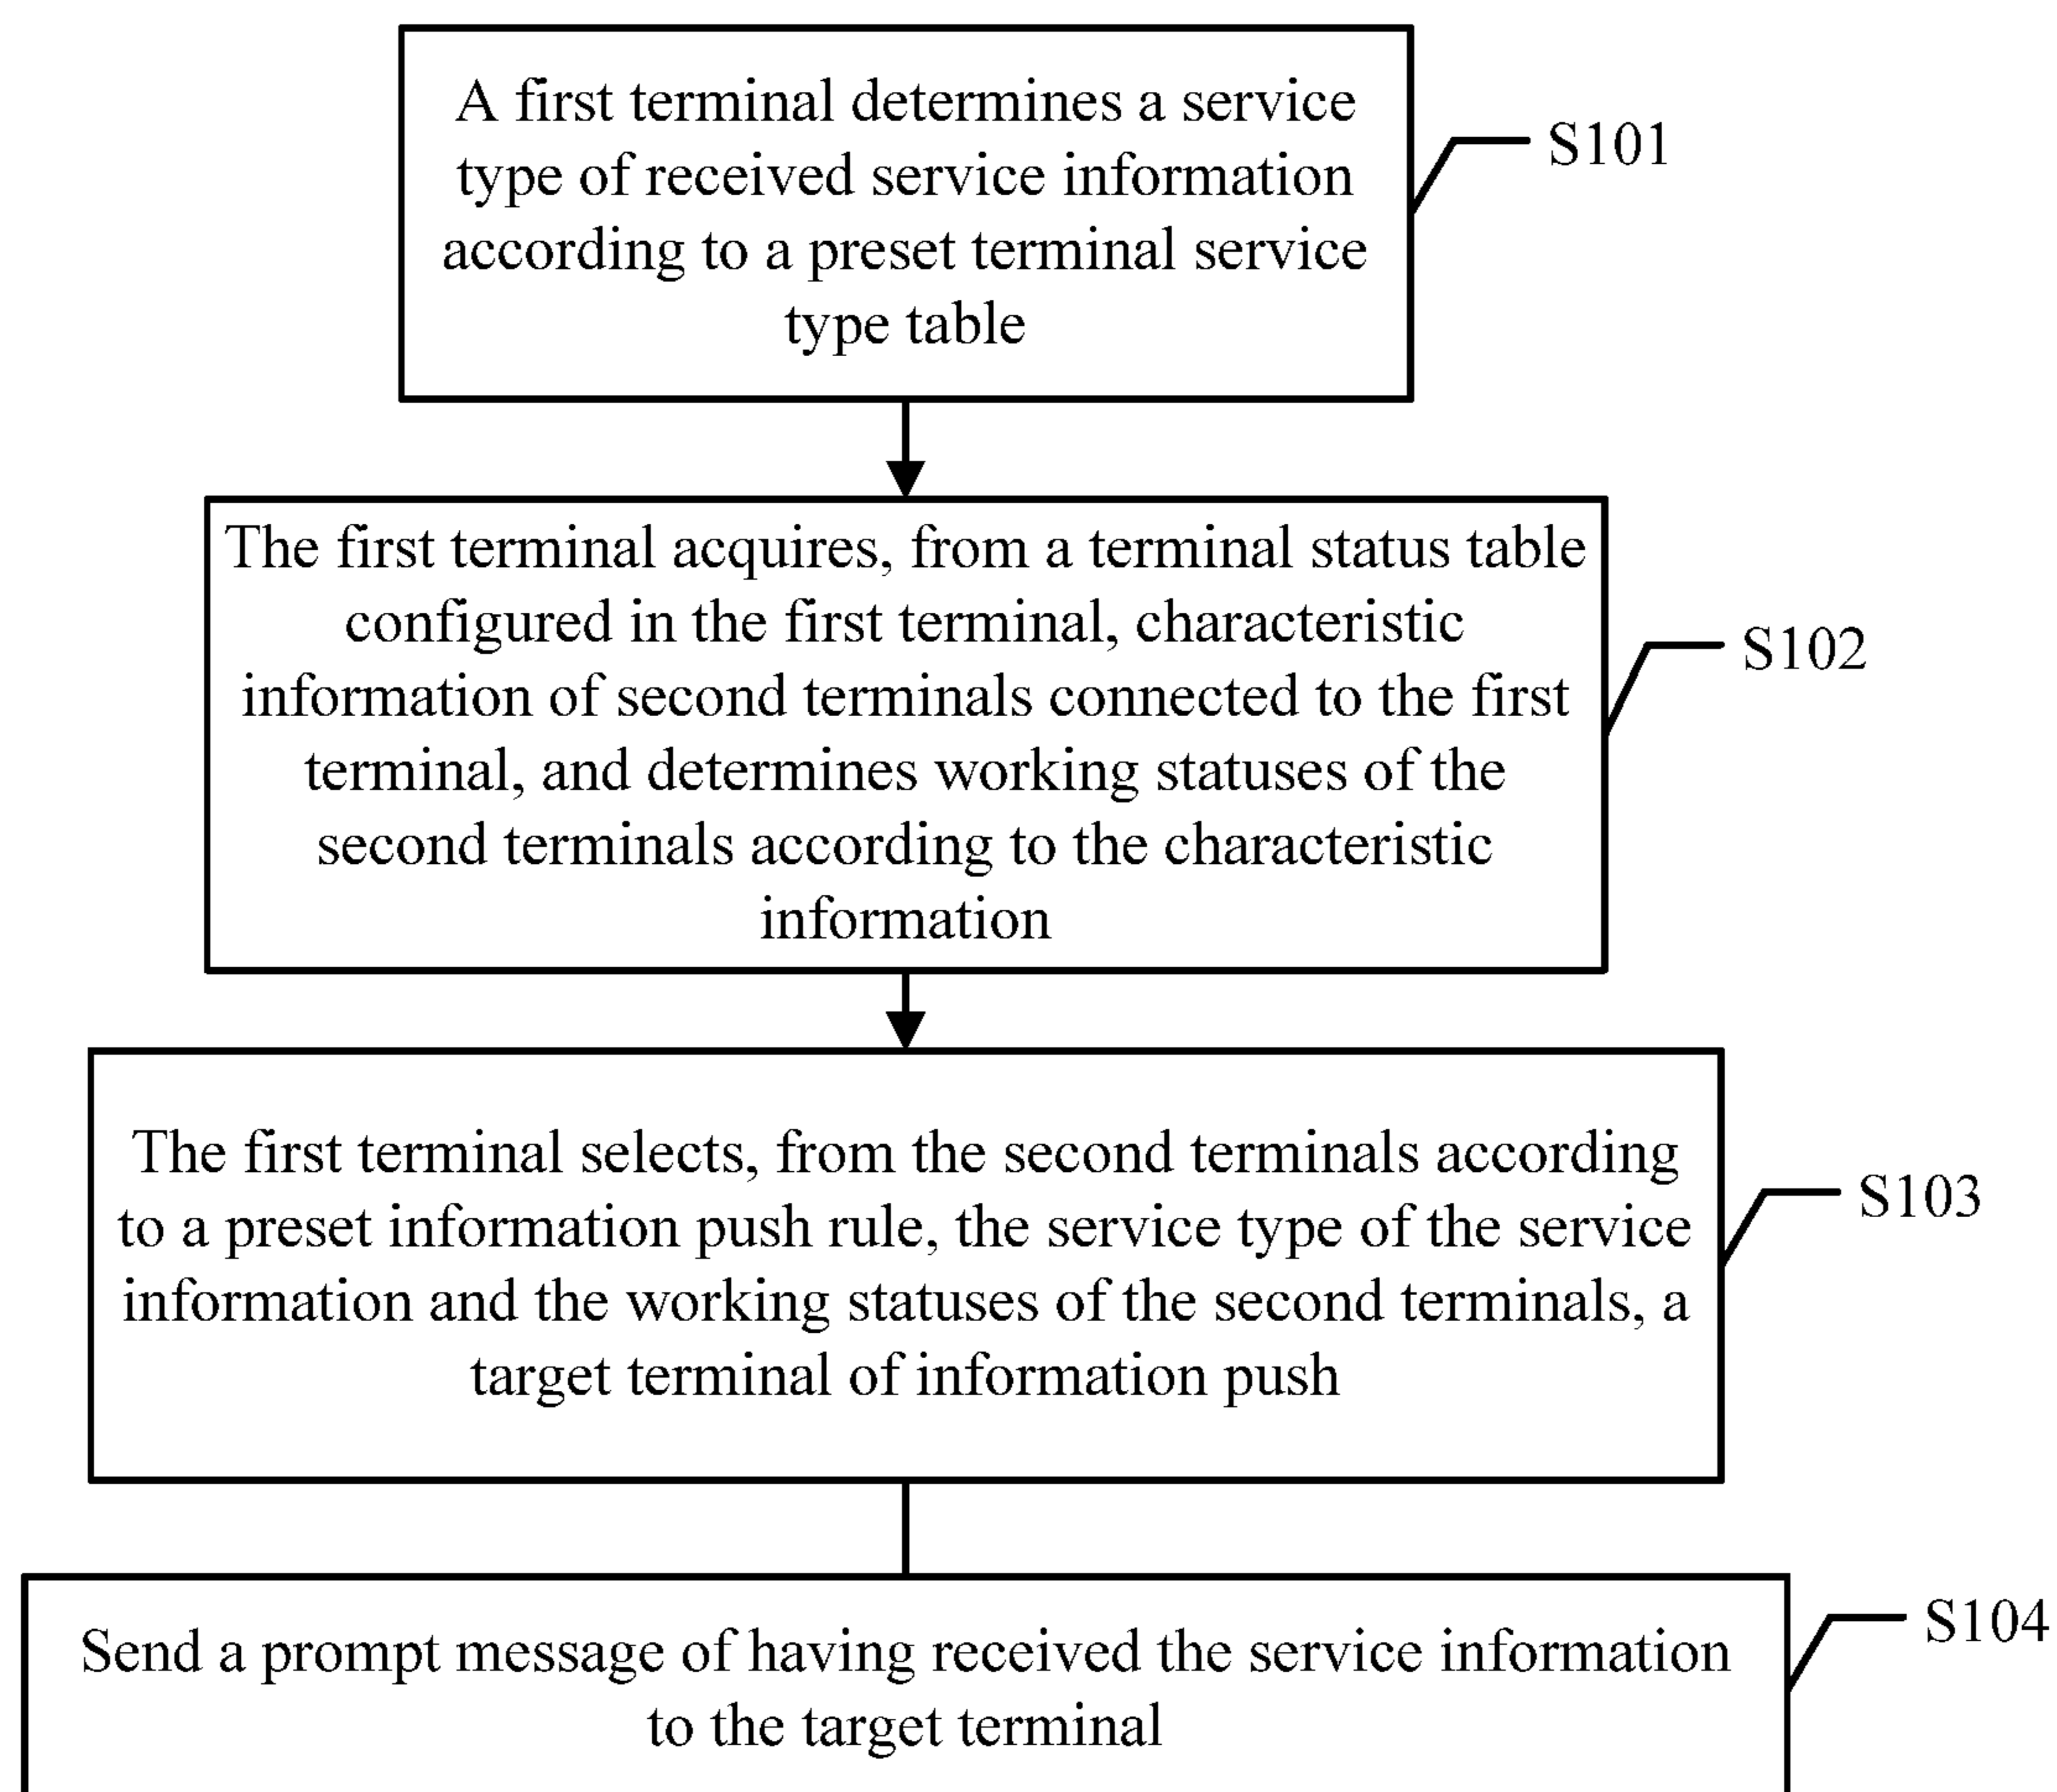 A first terminal determines a service
type of received service information
according to a preset terminal service
type table
S101
The first terminal acquires, from a terminal status table
configured in the first terminal, characteristic
information of second terminals connected to the first
terminal, and determines working statuses of the
second terminals according to the characteristic
information
S102
The first terminal selects, from the second terminals according
to a preset information push rule, the service type of the service
information and the working statuses of the second terminals, a
target terminal of information push
S103
Send a prompt message of having received the service information
to the target terminal
S104